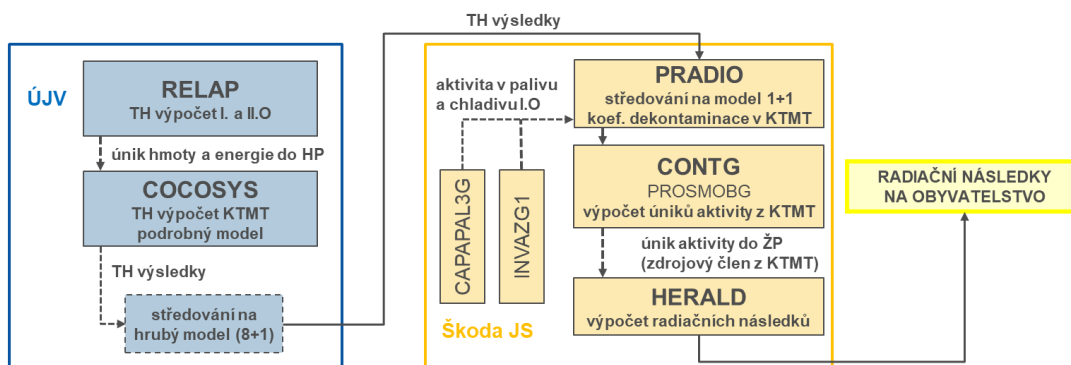 TH výsledky
ÚJV
RELAP
TH výpočet I. a II.O
únik hmoty a energie do HP
COCOSYS
TH výpočet KTMT
podrobný model
TH výsledky
středování na
hrubý model (8+1)
aktivita v palivu
a chladivu I.O
CAPAPAL3G
INVAZG1
Škoda JS
PRADIO
středování na model 1+1
koef. dekontaminace v KTMT
CONTG
PROSMOBG
výpočet úniků aktivity z KTMT
únik aktivity do ŽP
(zdrojový člen z KTMT)
HERALD
výpočet radiačních následků
RADIAČNÍ NÁSLEDKY
NA OBYVATELSTVO